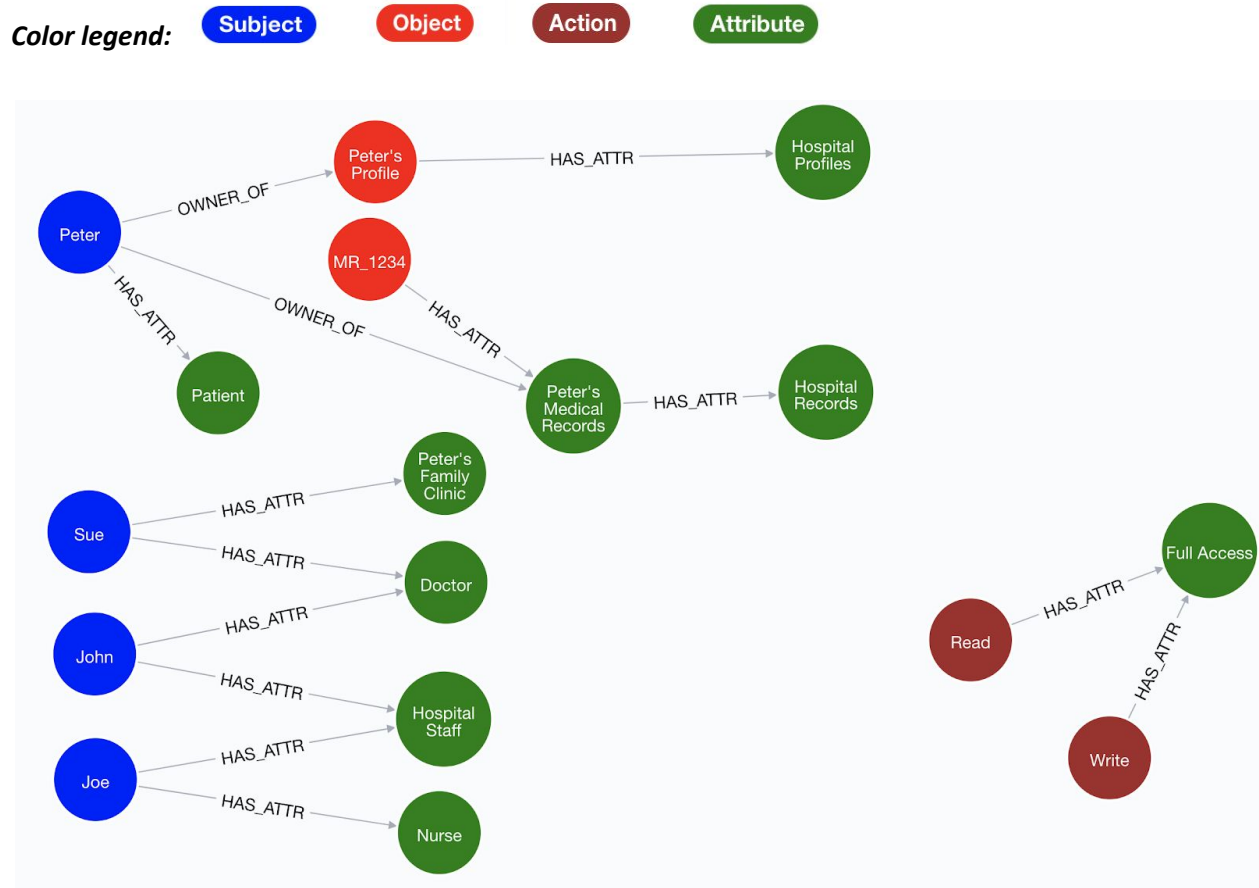 Color legend: Subject Object Action Attribute
Peter's
Profile
HAS_ATTR
Hospital
Profiles
OWNER_OF
Peter
MR_1234
HAS_ATTR
OWNER_OF
HAS_ATTR
Patient
Peter's
Medical
Records
HAS_ATTR
Hospital
Records
Peter's
Family
Clinic
HAS_ATTR
Sue
HAS_ATTR
Doctor
HAS_ATTR
John
HAS_ATTR
Hospital
Staff
HAS_ATTR
Joe
HAS_ATTR
Nurse
Full Access
HAS_ATTR
Read
HAS_ATTR
Write